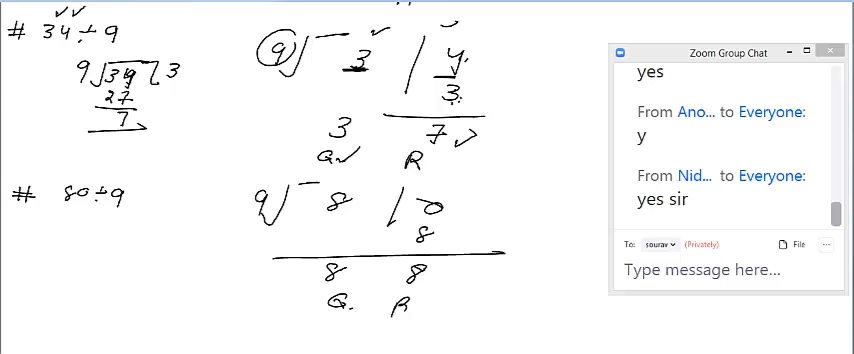 # 34 ÷ 9
9 3 4
3
3 7
Q R
9 34 3
27
7
# 80 ÷ 9
9 8 0
8
8 8
Q. R
Zoom Group Chat
yes
From Ano... to Everyone:
y
From Nid... to Everyone:
yes sir
To: sourav (Privately) File ...
Type message here...